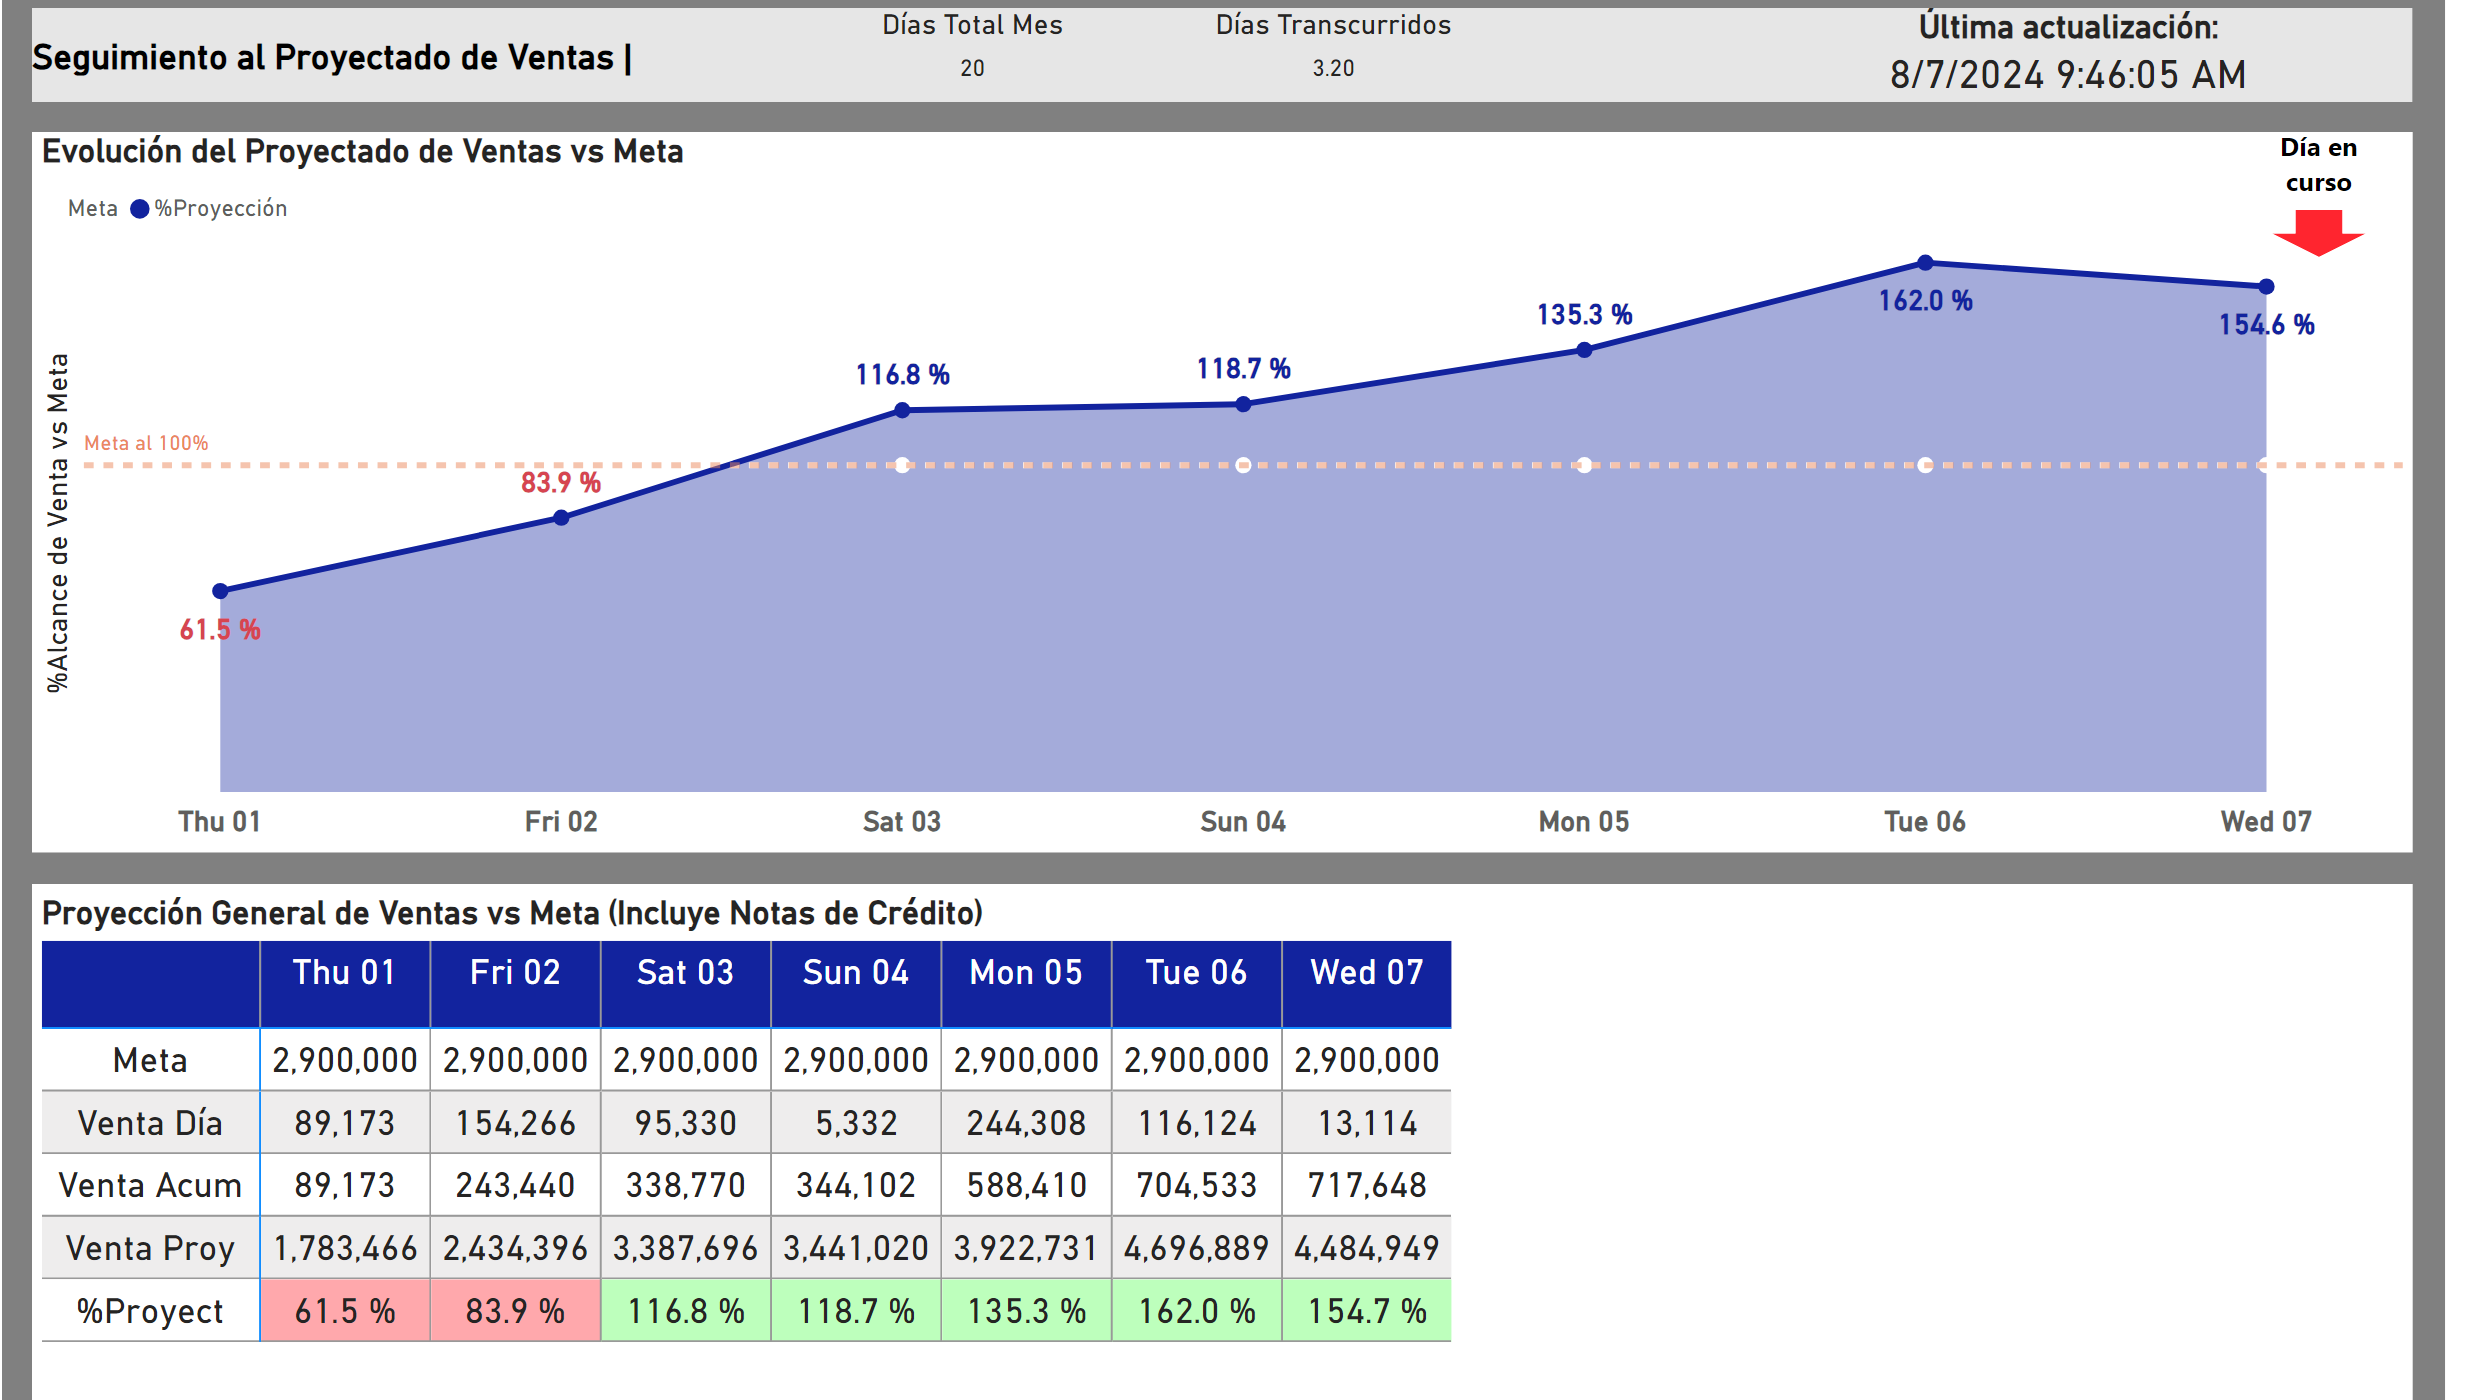 Seguimiento al Proyectado de Ventas |
Días Total Mes
20
Días Transcurridos
3.20
Última actualización:
8/7/2024 9:46:05 AM
Evolución del Proyectado de Ventas vs Meta
Meta %Proyección
Día en
curso
%Alcance de Venta vs Meta
Meta al 100%
61.5 %
83.9 %
116.8 %
118.7 %
135.3 %
162.0 %
154.6 %
Thu 01 Fri 02 Sat 03 Sun 04 Mon 05 Tue 06 Wed 07
Proyección General de Ventas vs Meta (Incluye Notas de Crédito)
Thu 01 Fri 02 Sat 03 Sun 04 Mon 05 Tue 06 Wed 07
Meta 2,900,000 2,900,000 2,900,000 2,900,000 2,900,000 2,900,000 2,900,000
Venta Día 89,173 154,266 95,330 5,332 244,308 116,124 13,114
Venta Acum 89,173 243,440 338,770 344,102 588,410 704,533 717,648
Venta Proy 1,783,466 2,434,396 3,387,696 3,441,020 3,922,731 4,696,889 4,484,949
%Proyect 61.5 % 83.9 % 116.8 % 118.7 % 135.3 % 162.0 % 154.7 %